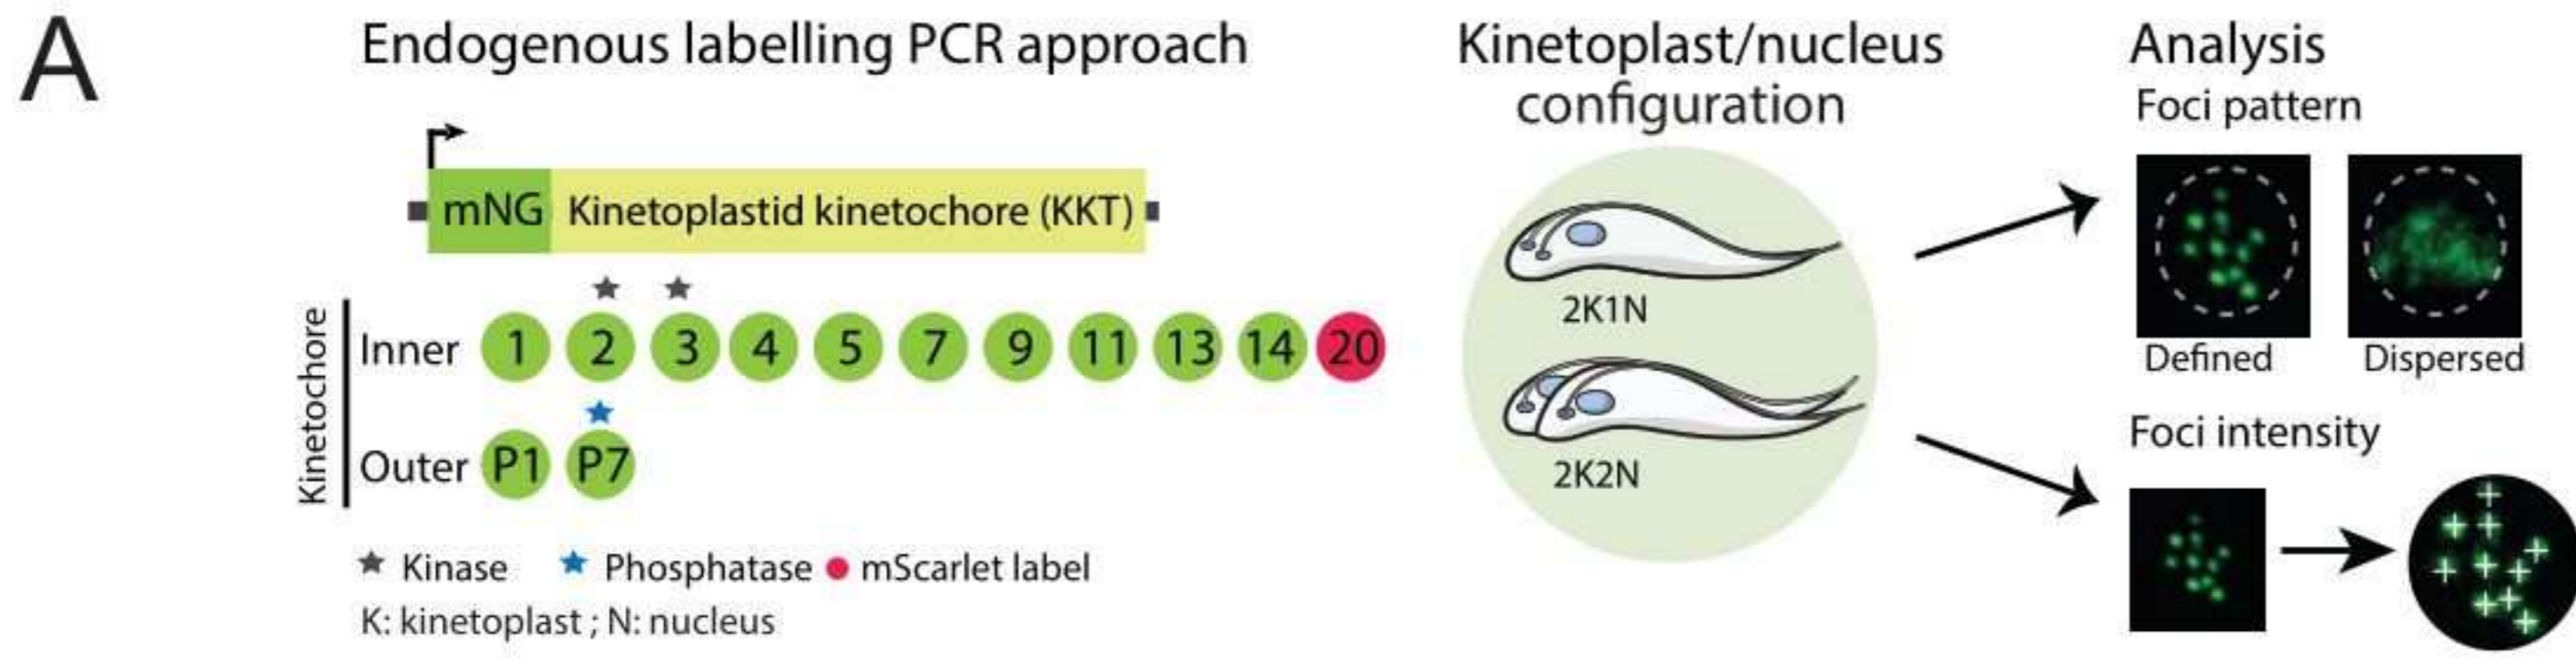 A
Endogenous labelling PCR approach
mNG Kinetoplastid kinetochore (KKT)
Kinetochore
Inner 1 2 3 4 5 7 9 11 13 14 20
Outer P1 P7
Kinase Phosphatase mScarlet label
K: kinetoplast ; N: nucleus
Kinetoplast/nucleus
configuration
2K1N
2K2N
Analysis
Foci pattern
Defined Dispersed
Foci intensity